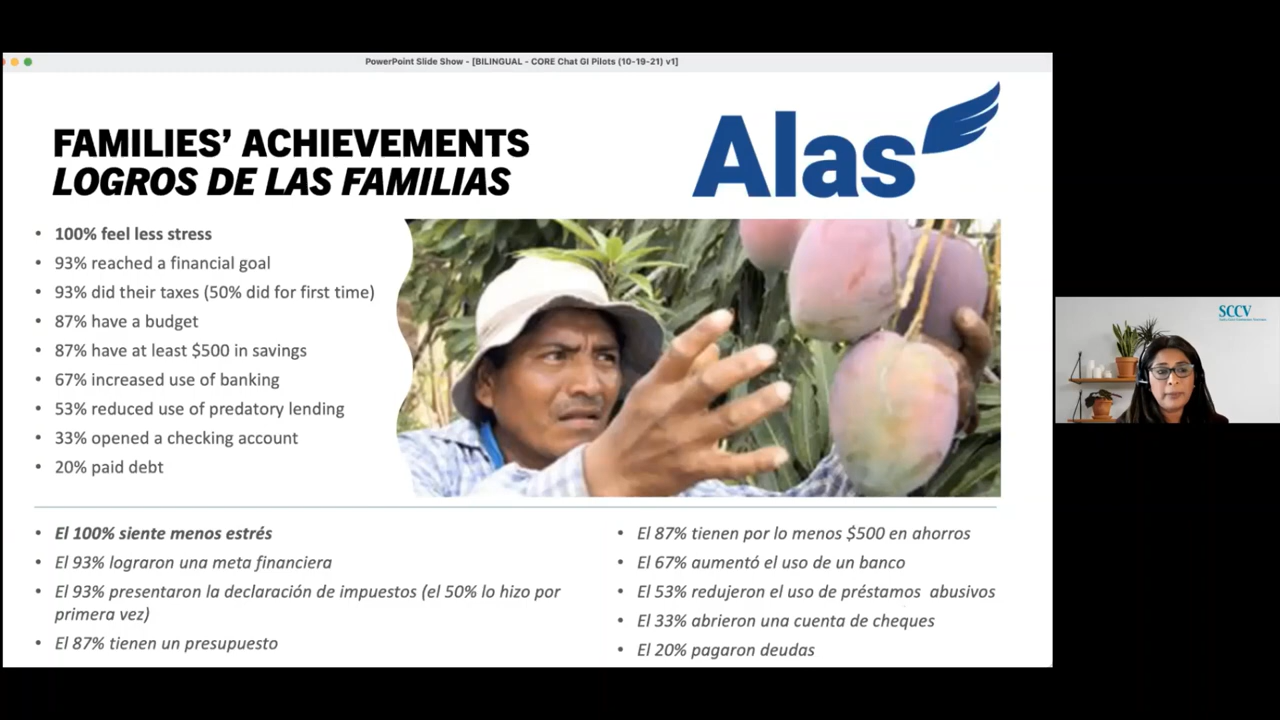 PowerPoint Slide Show - [BILINGUAL - CORE Chat GI Pilots (10-19-21) v1]
FAMILIES' ACHIEVEMENTS
LOGROS DE LAS FAMILIAS
Alas
• 100% feel less stress
• 93% reached a financial goal
• 93% did their taxes (50% did for first time)
• 87% have a budget
• 87% have at least $500 in savings
• 67% increased use of banking
• 53% reduced use of predatory lending
• 33% opened a checking account
• 20% paid debt
• El 100% siente menos estrés
• El 93% lograron una meta financiera
• El 93% presentaron la declaración de impuestos (el 50% lo hizo por
primera vez)
• El 87% tienen un presupuesto
• El 87% tienen por lo menos $500 en ahorros
• El 67% aumentó el uso de un banco
• El 53% redujeron el uso de préstamos abusivos
• El 33% abrieron una cuenta de cheques
• El 20% pagaron deudas
SCCV